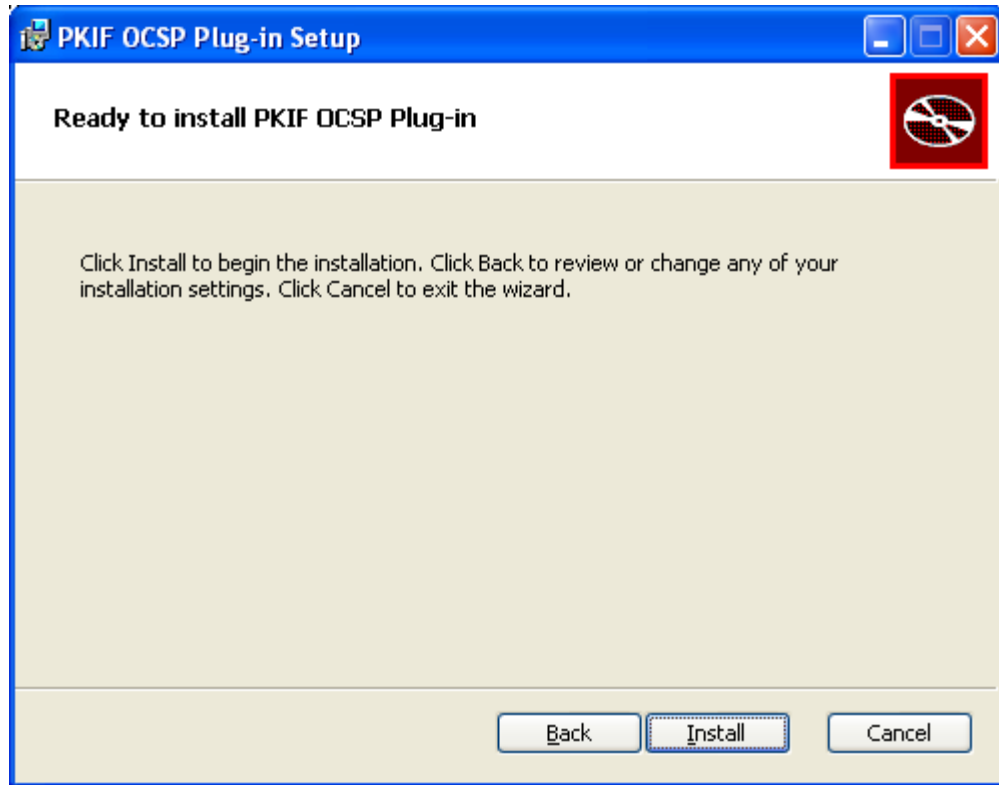 PKIF OCSP Plug-in Setup
Ready to install PKIF OCSP Plug-in
Click Install to begin the installation. Click Back to review or change any of your
installation settings. Click Cancel to exit the wizard.
Back Install Cancel